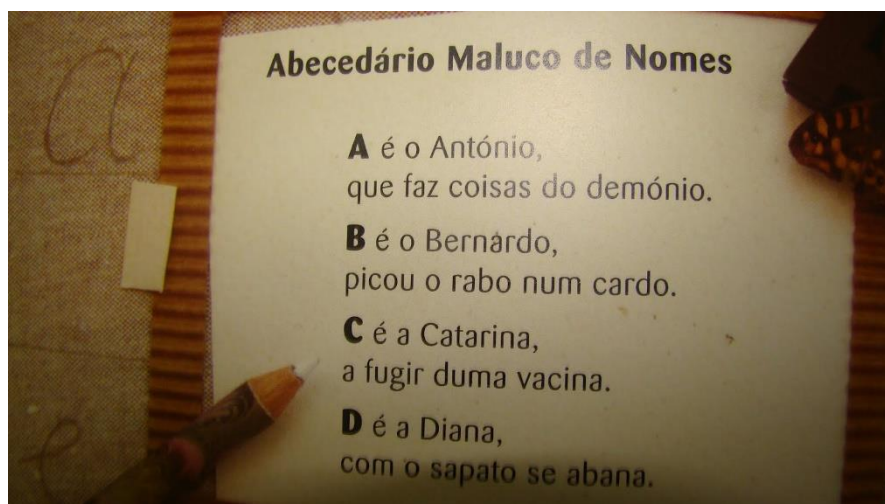 a
Abecedário Maluco de Nomes
A é o António,
que faz coisas do demónio.
B é o Bernardo,
picou o rabo num cardo.
C é a Catarina,
a fugir duma vacina.
D é a Diana,
com o sapato se abana.
e